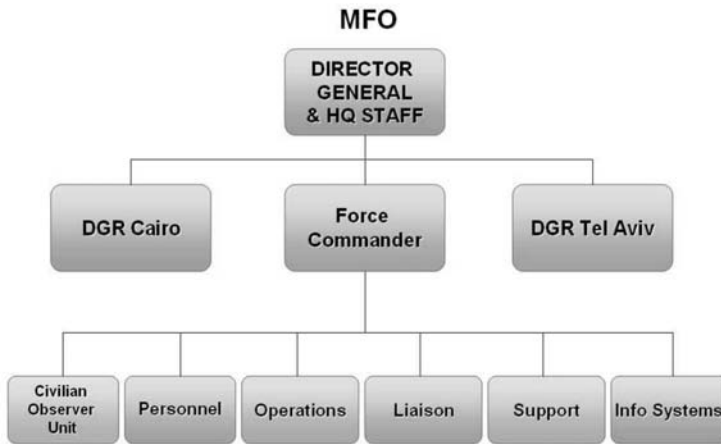 MFO
DIRECTOR
GENERAL
& HQ STAFF
DGR Cairo
Force
Commander
DGR Tel Aviv
Civilian
Observer
Unit
Personnel
Operations
Liaison
Support
Info Systems